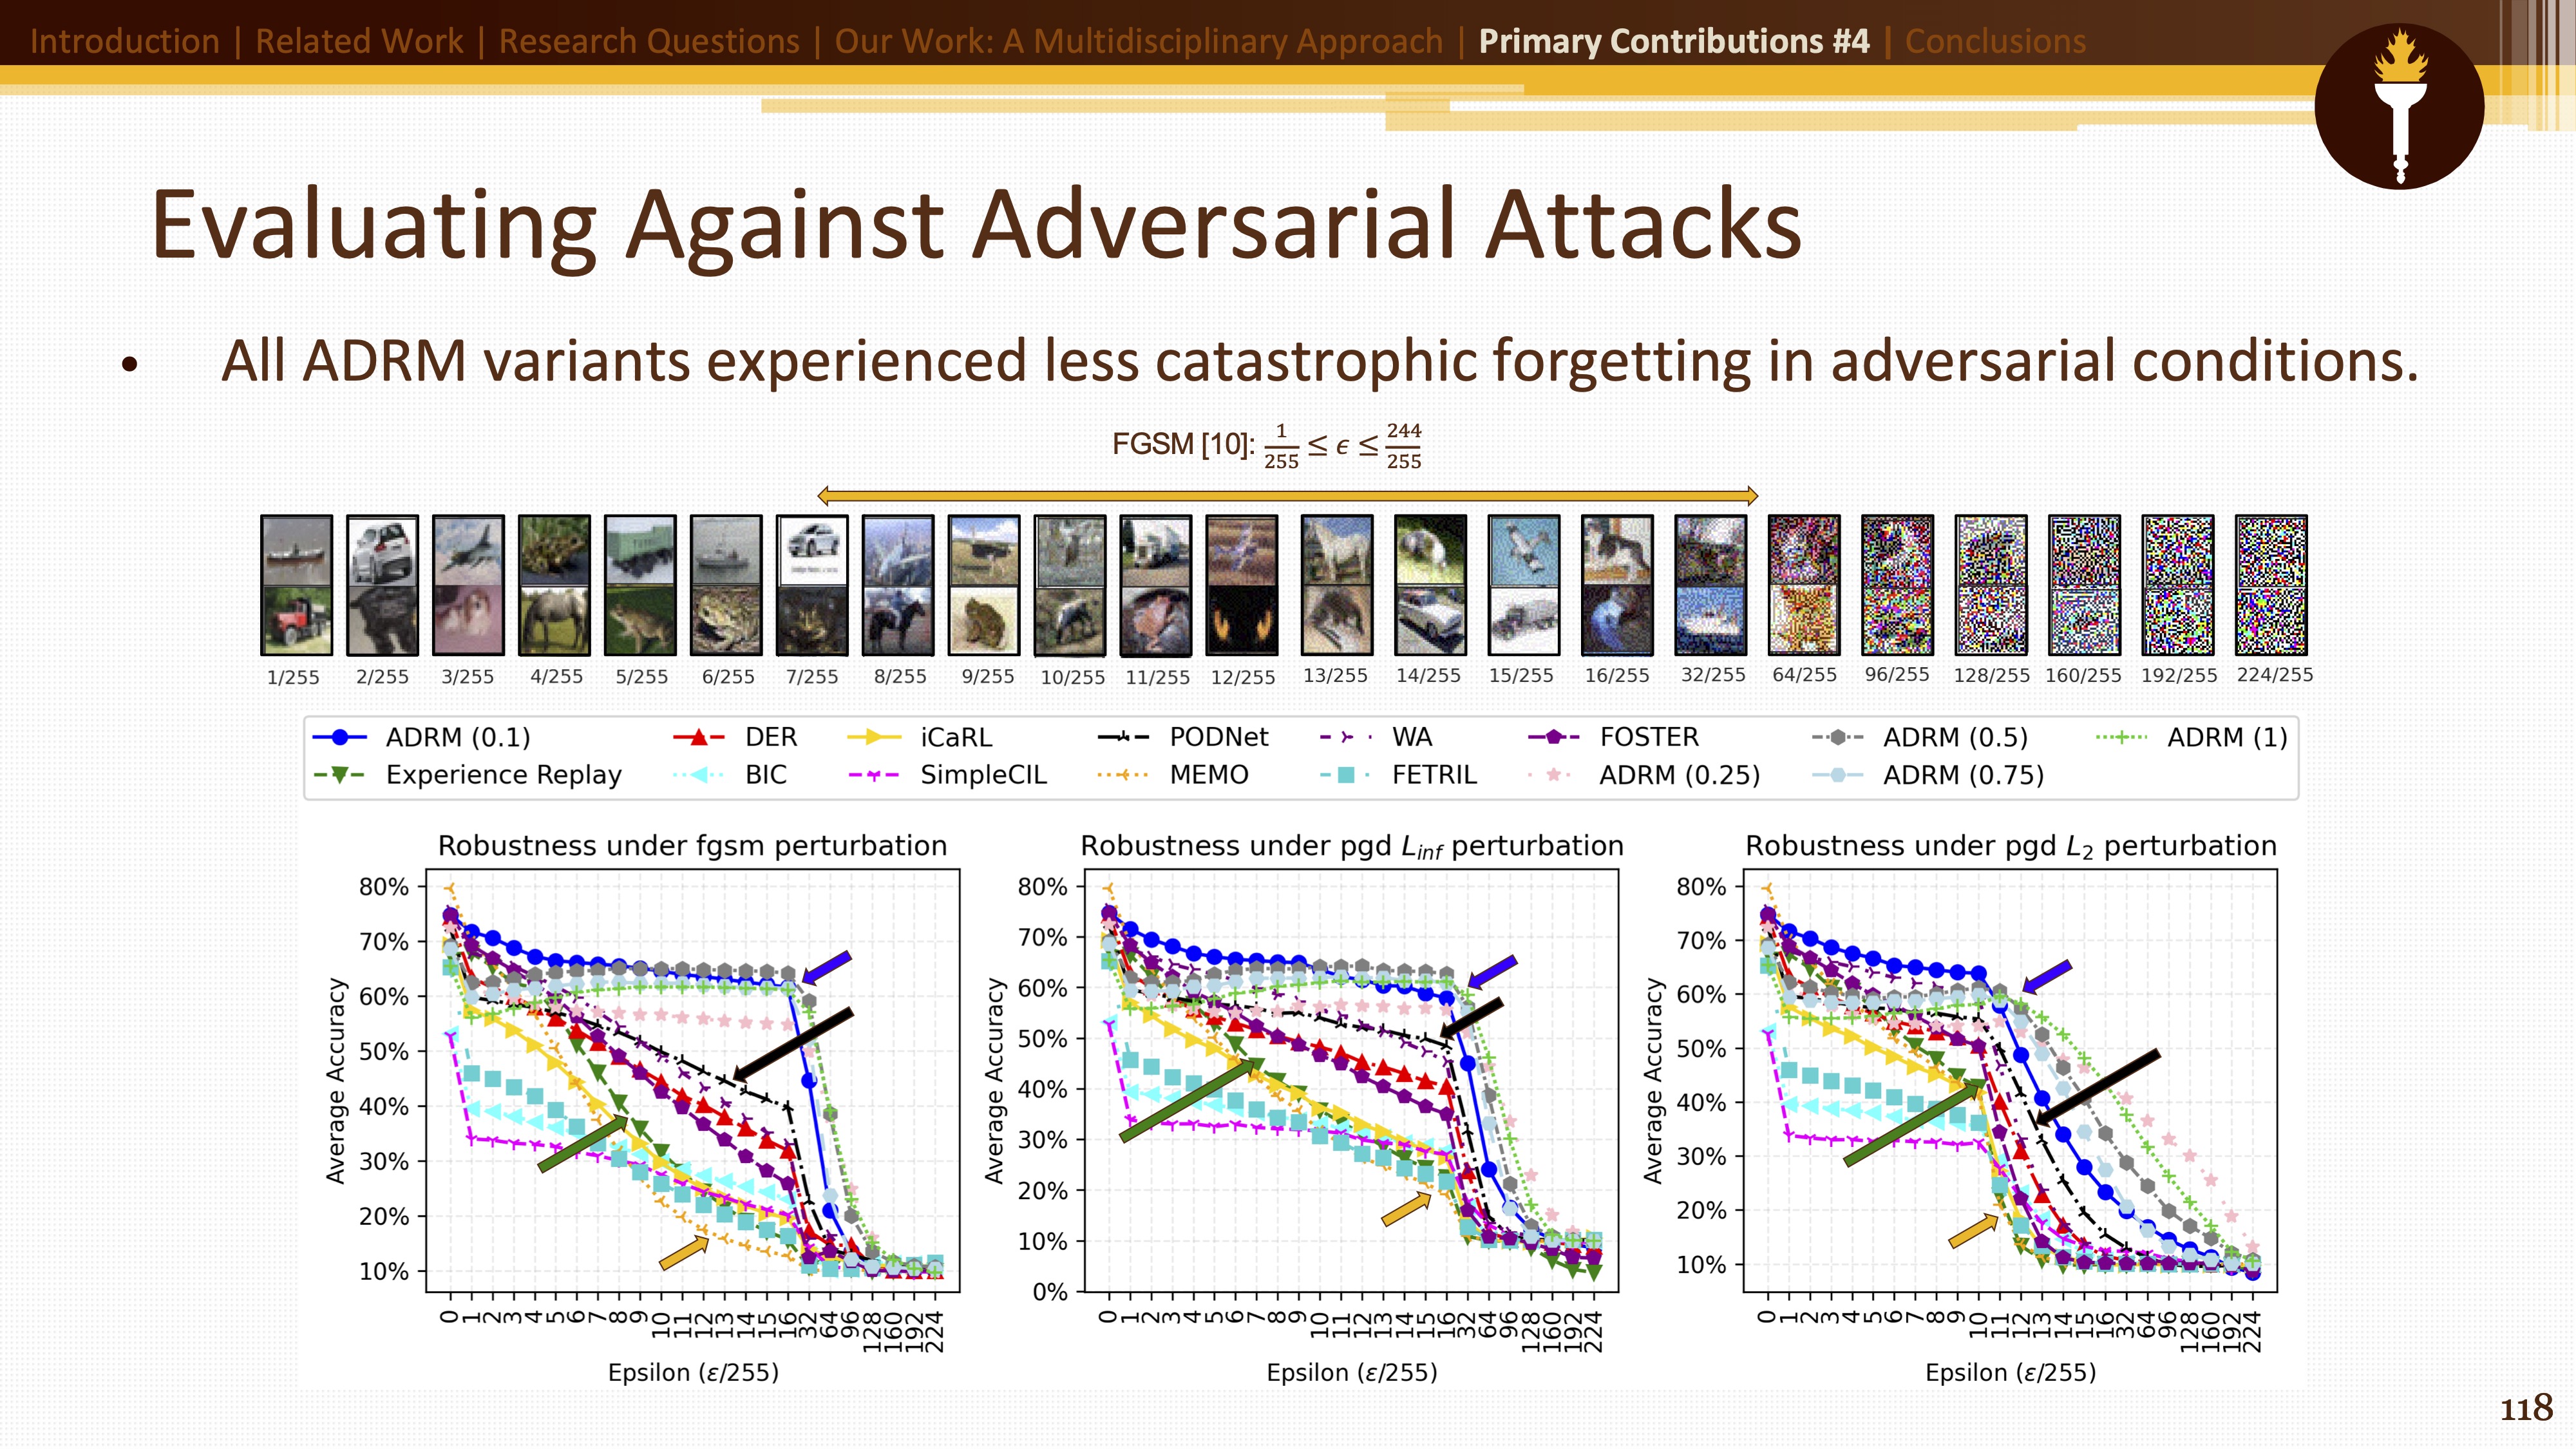 Introduction | Related Work | Research Questions | Our Work: A Multidisciplinary Approach | Primary Contributions #4 | Conclusions
Evaluating Against Adversarial Attacks
• All ADRM variants experienced less catastrophic forgetting in adversarial conditions.
FGSM [10]: 1/255 ≤ ϵ ≤ 244/255
1/255 2/255 3/255 4/255 5/255 6/255 7/255 8/255 9/255 10/255 11/255 12/255 13/255 14/255 15/255 16/255 32/255 64/255 96/255 128/255 160/255 192/255 224/255
ADRM (0.1) DER iCaRL PODNet WA FOSTER ADRM (0.5) ADRM (1)
Experience Replay BIC SimpleCIL MEMO FETRIL ADRM (0.25) ADRM (0.75)
Robustness under fgsm perturbation
80%
70%
60%
50%
40%
30%
20%
10%
Average Accuracy
0 1 2 3 4 5 6 7 8 9 10 11 12 13 14 15 16 32 64 96 128 160 192 224
Epsilon (ε/255)
Robustness under pgd Linf perturbation
80%
70%
60%
50%
40%
30%
20%
10%
0%
Average Accuracy
0 1 2 3 4 5 6 7 8 9 10 11 12 13 14 15 16 32 64 96 128 160 192 224
Epsilon (ε/255)
Robustness under pgd L2 perturbation
80%
70%
60%
50%
40%
30%
20%
10%
Average Accuracy
0 1 2 3 4 5 6 7 8 9 10 11 12 13 14 15 16 32 64 96 128 160 192 224
Epsilon (ε/255)
118